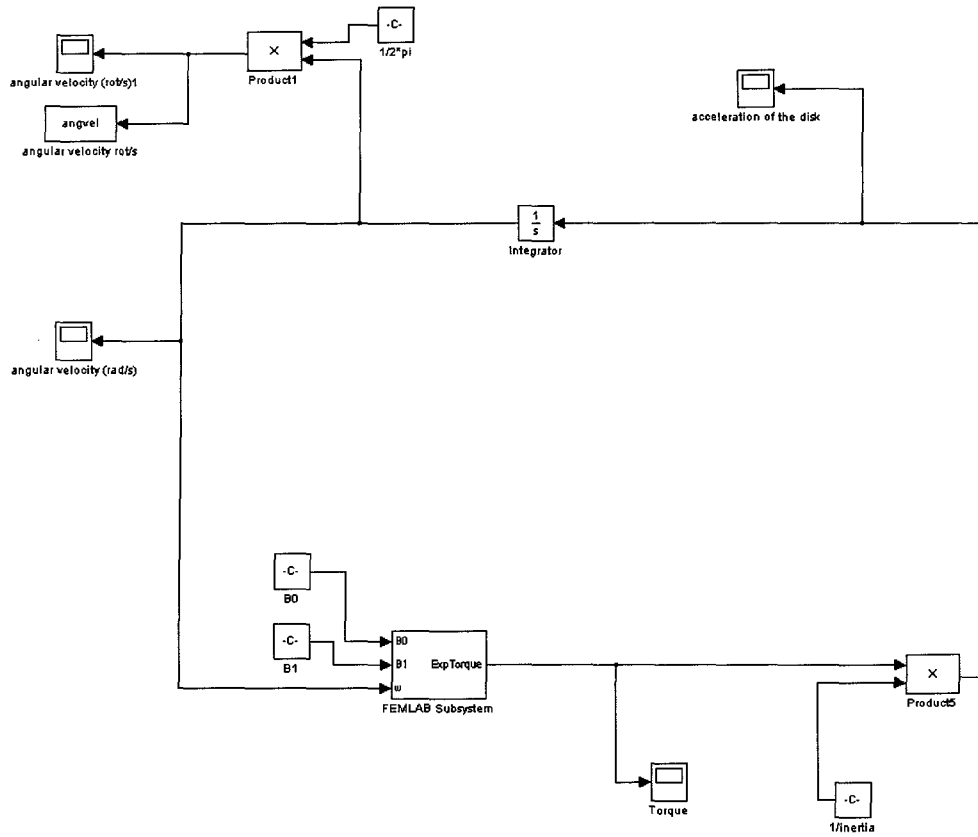 -C-
1/2*pi
×
Product1
angular velocity (rot/s)1
angvel
angular velocity rot/s
acceleration of the disk
1
s
Integrator
angular velocity (rad/s)
-C-
B0
-C-
B1
B0
B1
ExpTorque
w
FEMLAB Subsystem
×
Product5
Torque
-C-
1/inertia